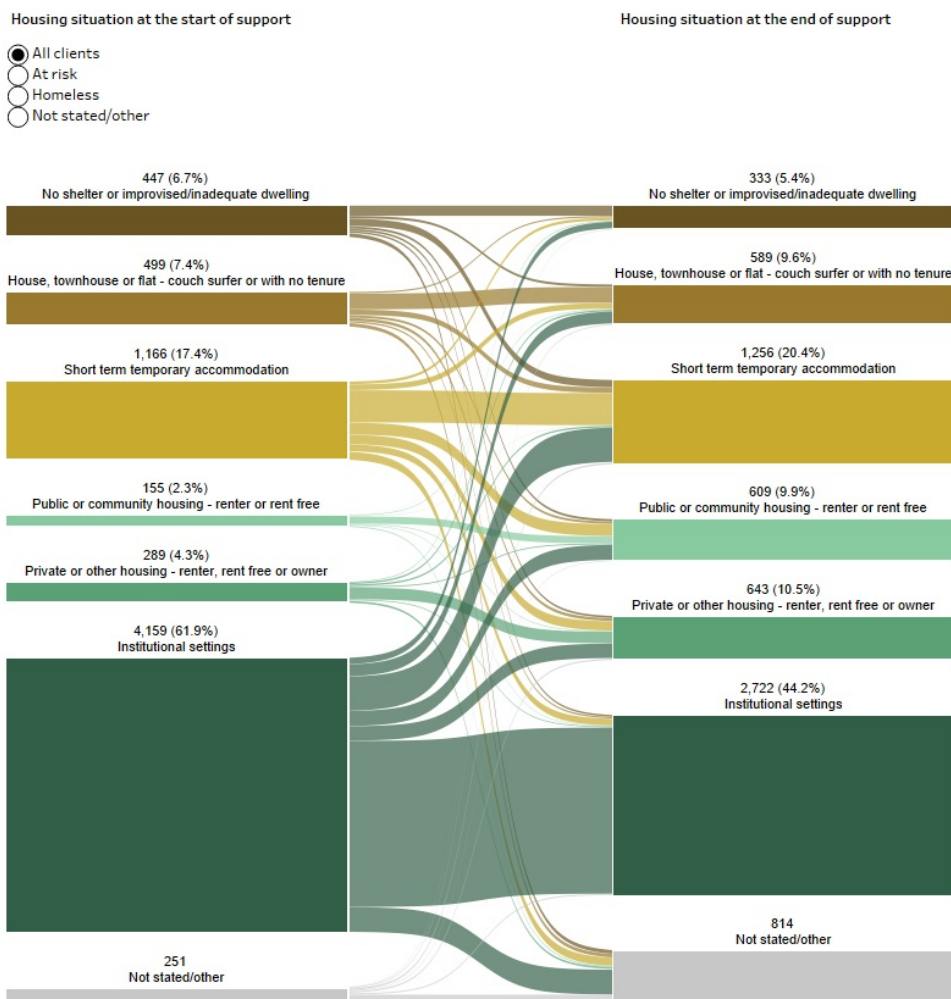 Housing situation at the start of support
Housing situation at the end of support
All clients
At risk
Homeless
Not stated/other
447 (6.7%)
No shelter or improvised/inadequate dwelling
333 (5.4%)
No shelter or improvised/inadequate dwelling
499 (7.4%)
House, townhouse or flat - couch surfer or with no tenure
589 (9.6%)
House, townhouse or flat - couch surfer or with no tenure
1,166 (17.4%)
Short term temporary accommodation
1,256 (20.4%)
Short term temporary accommodation
155 (2.3%)
Public or community housing - renter or rent free
609 (9.9%)
Public or community housing - renter or rent free
289 (4.3%)
Private or other housing - renter, rent free or owner
643 (10.5%)
Private or other housing - renter, rent free or owner
4,159 (61.9%)
Institutional settings
2,722 (44.2%)
Institutional settings
251
Not stated/other
814
Not stated/other